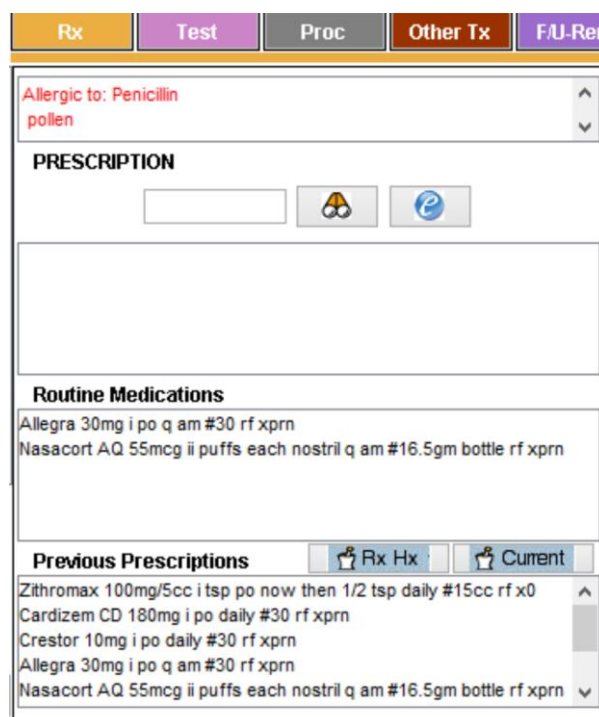 Rx Test Proc Other Tx F/U-Re
Allergic to: Penicillin
pollen
PRESCRIPTION
Routine Medications
Allegra 30mg i po q am #30 rf xprn
Nasacort AQ 55mcg ii puffs each nostril q am #16.5gm bottle rf xprn
Previous Prescriptions Rx Hx Current
Zithromax 100mg/5cc i tsp po now then 1/2 tsp daily #15cc rf x0
Cardizem CD 180mg i po daily #30 rf xprn
Crestor 10mg i po daily #30 rf xprn
Allegra 30mg i po q am #30 rf xprn
Nasacort AQ 55mcg ii puffs each nostril q am #16.5gm bottle rf xprn